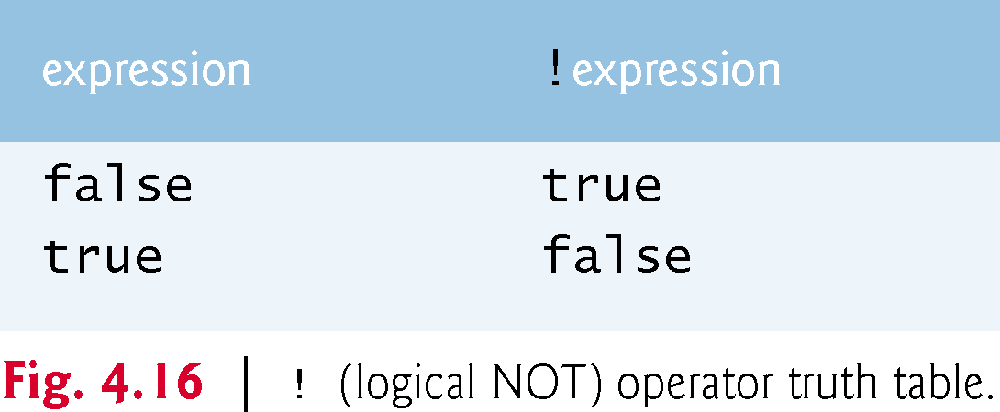 expression !expression
false true
true false
Fig. 4.16 | ! (logical NOT) operator truth table.